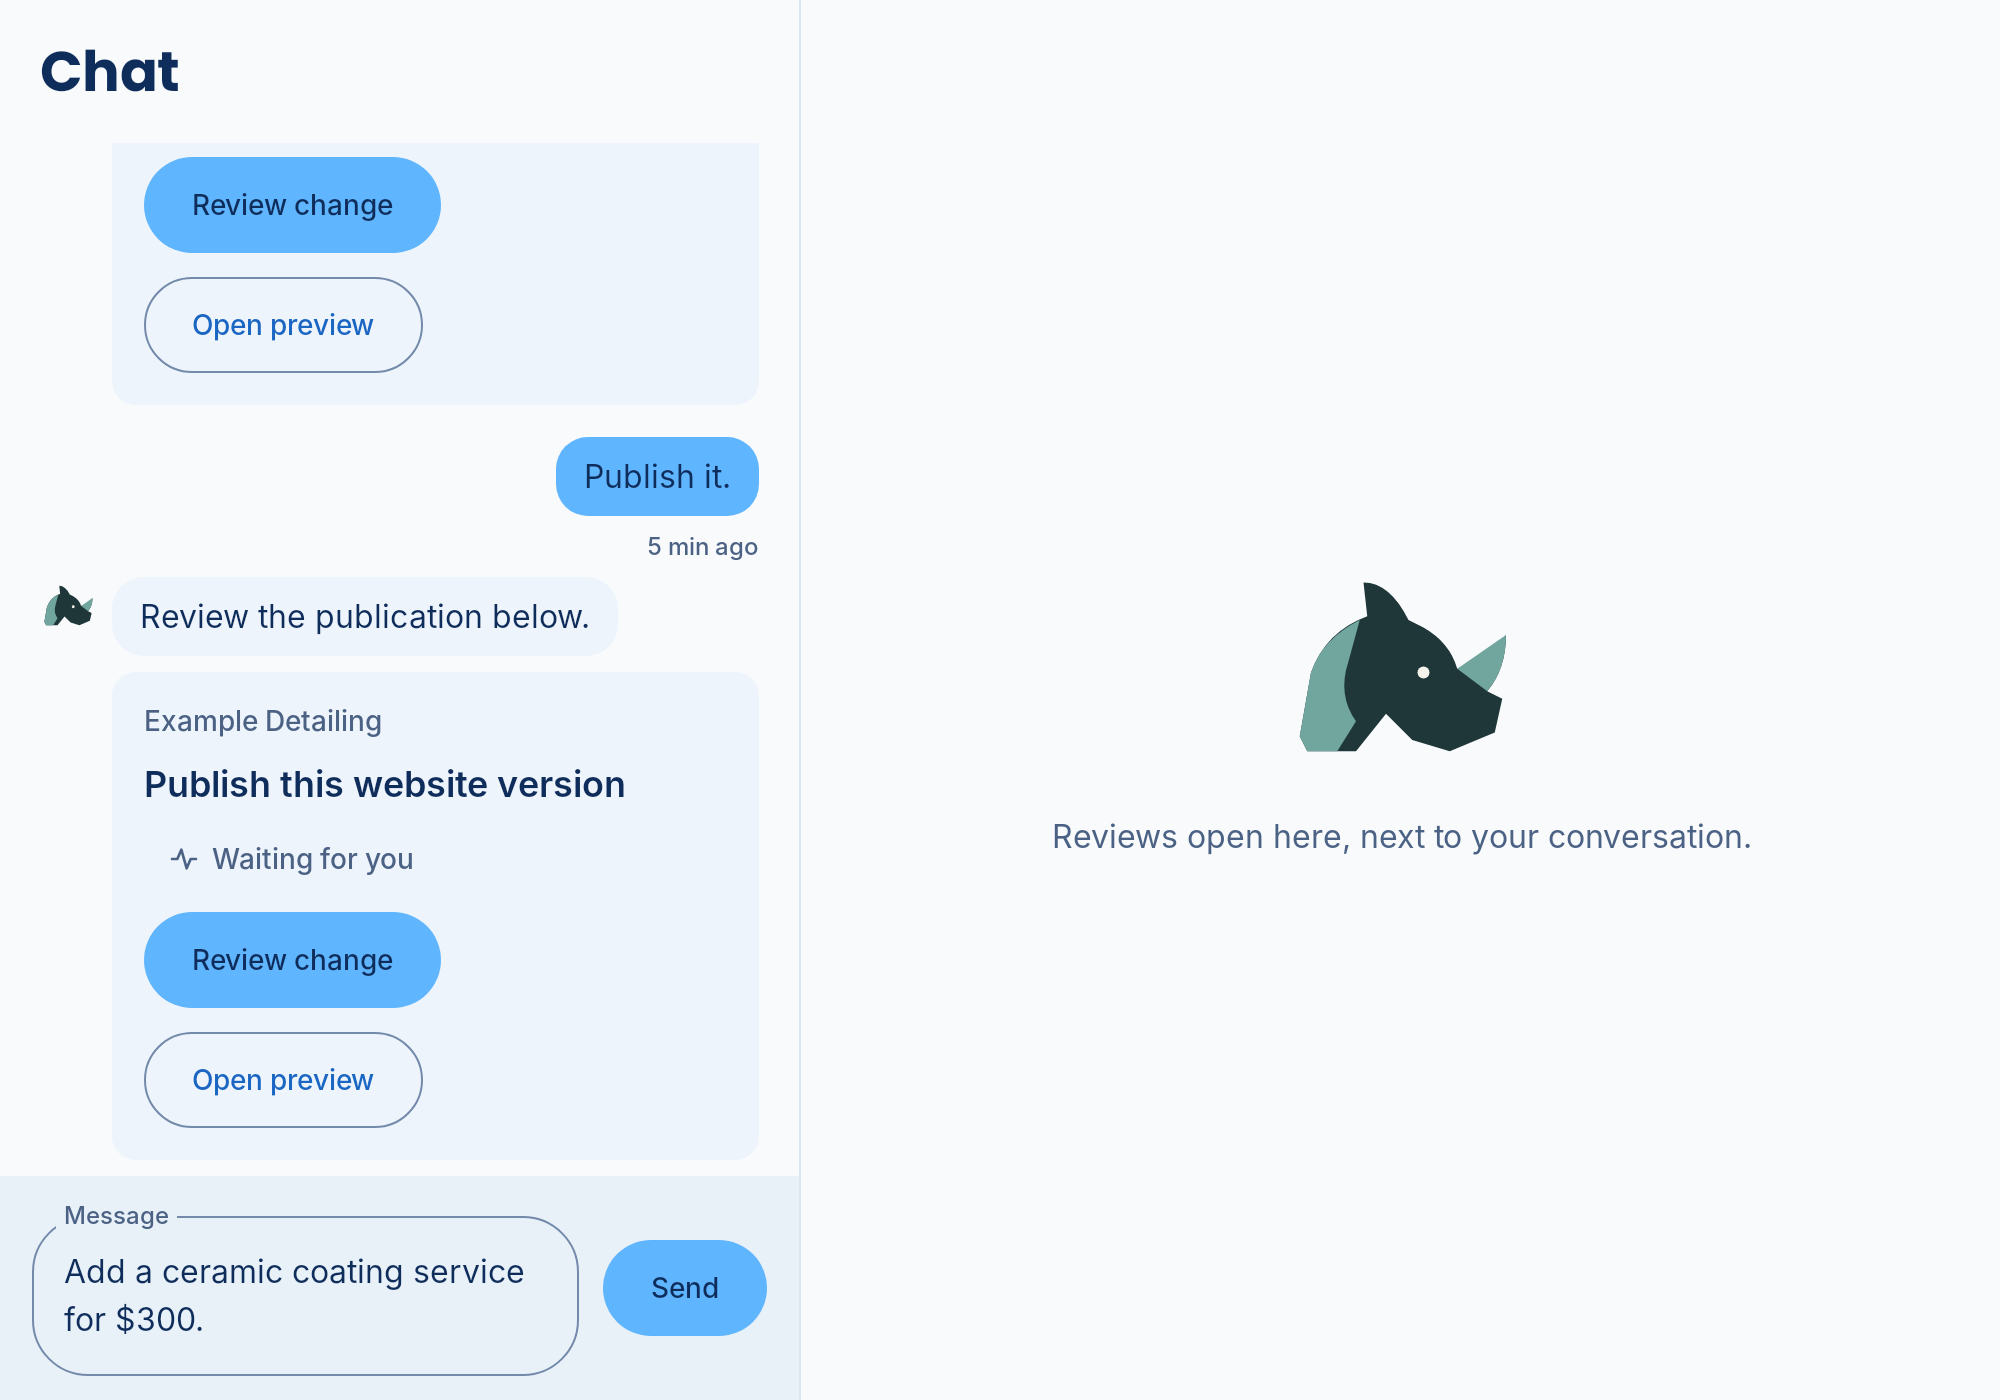 Chat
Review change
Open preview
Publish it.
5 min ago
Review the publication below.
Example Detailing
Publish this website version
Waiting for you
Review change
Open preview
Message
Add a ceramic coating service
for $300.
Send
Reviews open here, next to your conversation.